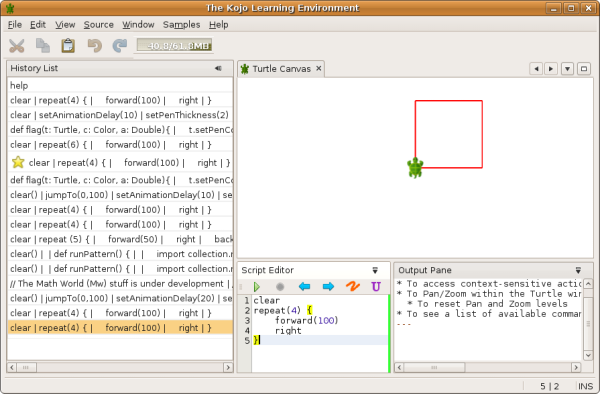 The Kojo Learning Environment
File Edit View Source Window Samples Help
40.8/61.8MB
History List
help
clear | repeat(4) { |    forward(100) |    right | }
clear | setAnimationDelay(10) | setPenThickness(2)
def flag(t: Turtle, c: Color, a: Double){ |    t.setPenCo
clear | repeat(6) { |    forward(100) |    right | }
clear | repeat(4) { |    forward(100) |    right | }
def flag(t: Turtle, c: Color, a: Double){ |    t.setPenCo
clear() | jumpTo(0,100) | setAnimationDelay(10) | se
clear | repeat(4) { |    forward(100) |    right | }
clear | repeat(4) { |    forward(100) |    right | }
clear | repeat (5) { |    forward(50) |    right |    back
clear() | | def runPattern() { | |    import collection.m
clear() | | def runPattern() { | |    import collection.m
// The Math World (Mw) stuff is under development | /
clear() | jumpTo(0,100) | setAnimationDelay(20) | se
clear | repeat(4) { |    forward(100) |    right | }
clear | repeat(4) { |    forward(100) |    right | }
Turtle Canvas
Script Editor
1 clear
2 repeat(4) {
3     forward(100)
4     right
5 }
Output Pane
* To access context-sensitive actic
* To Pan/Zoom within the Turtle win
* To reset Pan and Zoom levels
* To see a list of available comman
---
5 | 2 INS